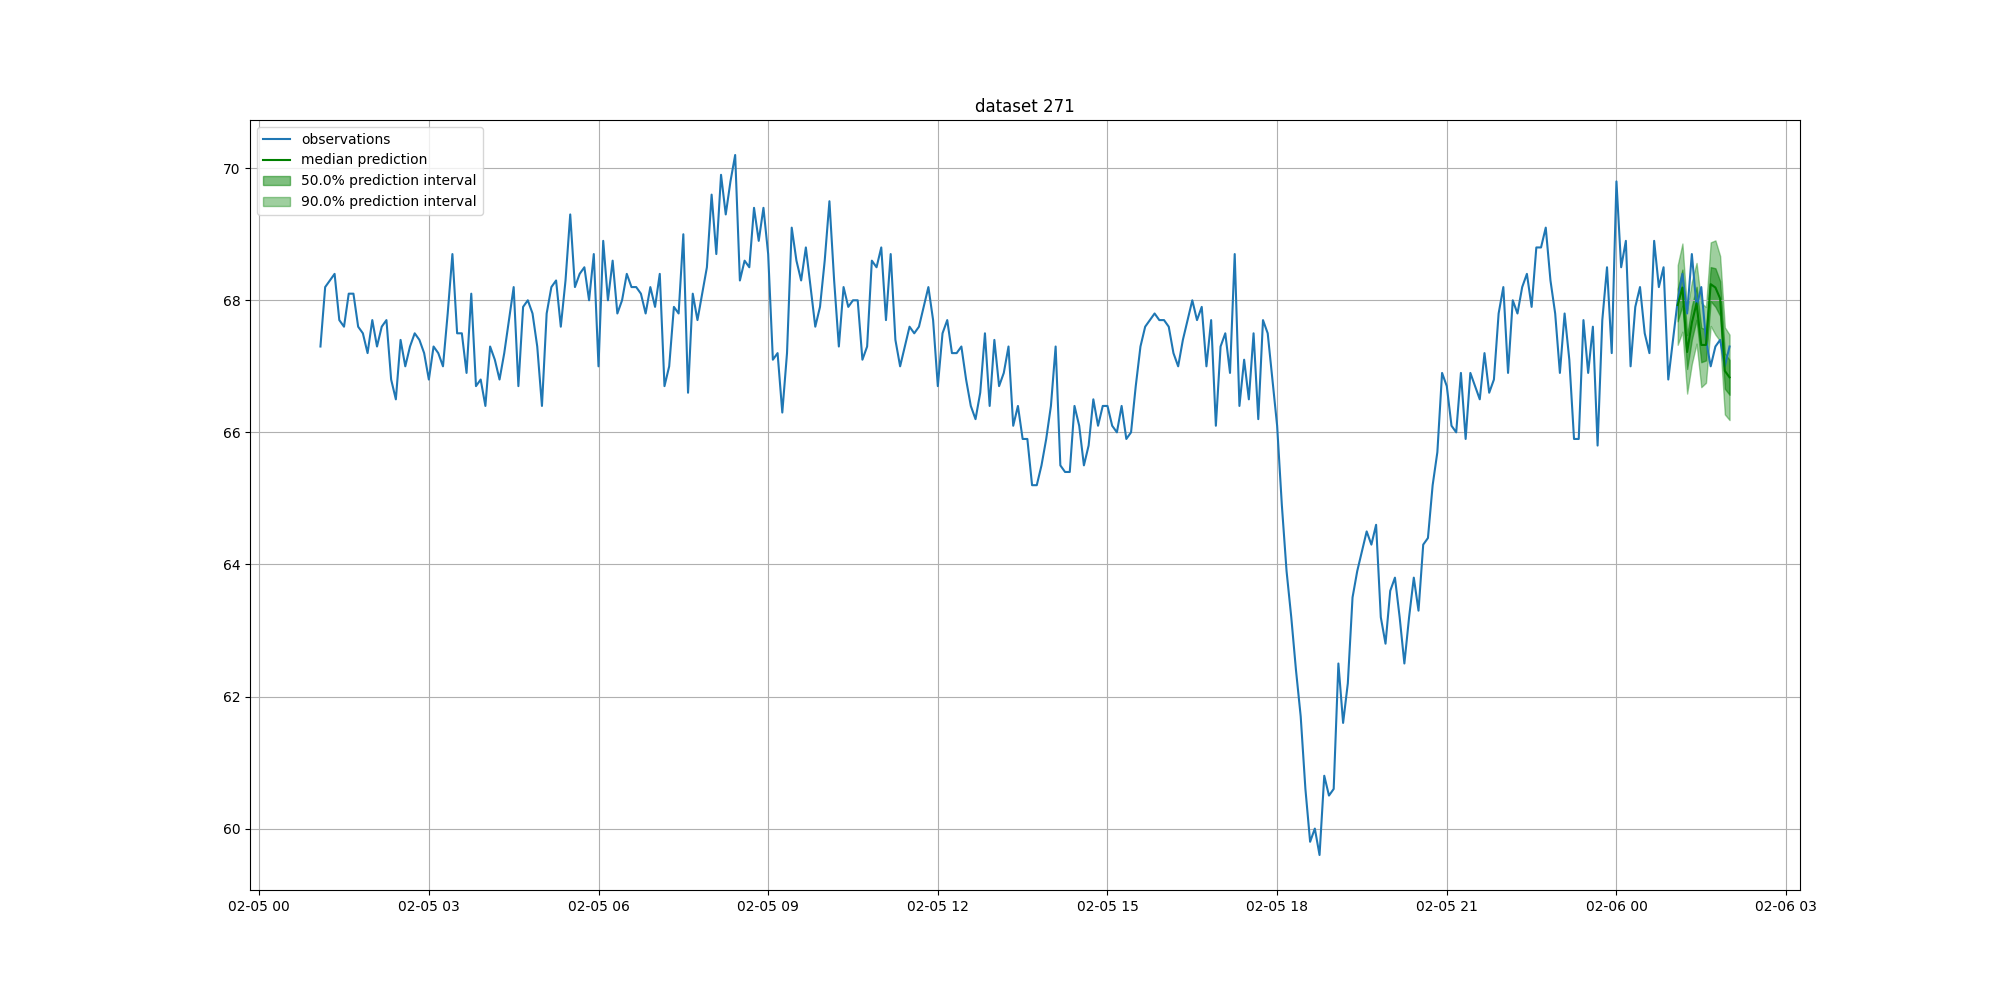 dataset 271
observations
median prediction
50.0% prediction interval
90.0% prediction interval
70
68
66
64
62
60
02-05 00 02-05 03 02-05 06 02-05 09 02-05 12 02-05 15 02-05 18 02-05 21 02-06 00 02-06 03